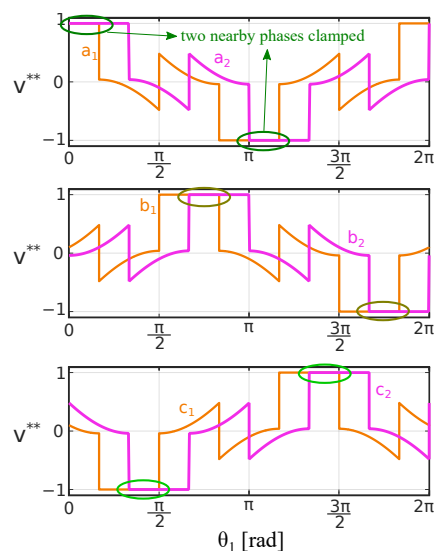 1
two nearby phases clamped
a₁
a₂
v**
0
−1
0
π/2
π
3π/2
2π
1
b₁
b₂
v**
0
−1
0
π/2
π
3π/2
2π
1
c₁
c₂
v**
0
−1
0
π/2
π
3π/2
2π
θ₁ [rad]